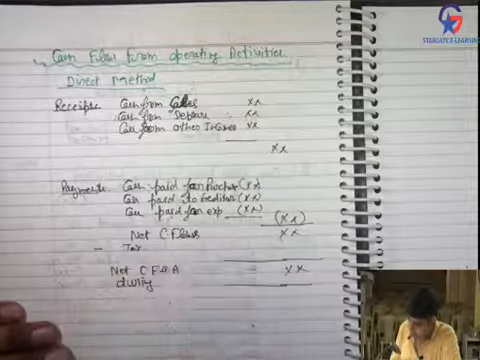 STARGATE E-LEARNING
Cash Flow From Operating Activities
Direct Method
Receipts Cash from Sales xx
Cash from Debtors xx
Cash from other Incomes xx
xx
Payments Cash paid for Purchase (xx)
Cash paid to Creditors (xx)
Cash paid for exp (xx) (xx)
Net C Flows xx
- Tax
Net C F O A xx
during